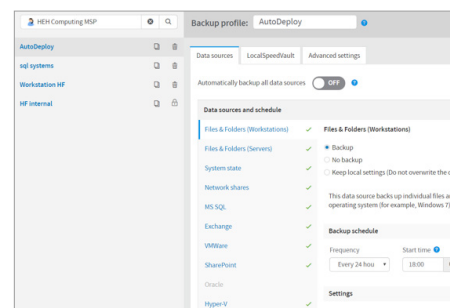 HEH Computing MSP
Backup profile: AutoDeploy
AutoDeploy
sql systems
Workstation HF
HF internal
Data sources LocalSpeedVault Advanced settings
Automatically backup all data sources OFF
Data sources and schedule
Files & Folders (Workstations)
Files & Folders (Servers)
System state
Network shares
MS SQL
Exchange
VMWare
SharePoint
Oracle
Hyper-V
Files & Folders (Workstations)
Backup
No backup
Keep local settings (Do not overwrite the
This data source backs up individual files
operating system (for example, Windows 7)
Backup schedule
Frequency Start time
Every 24 hou 18:00
Settings